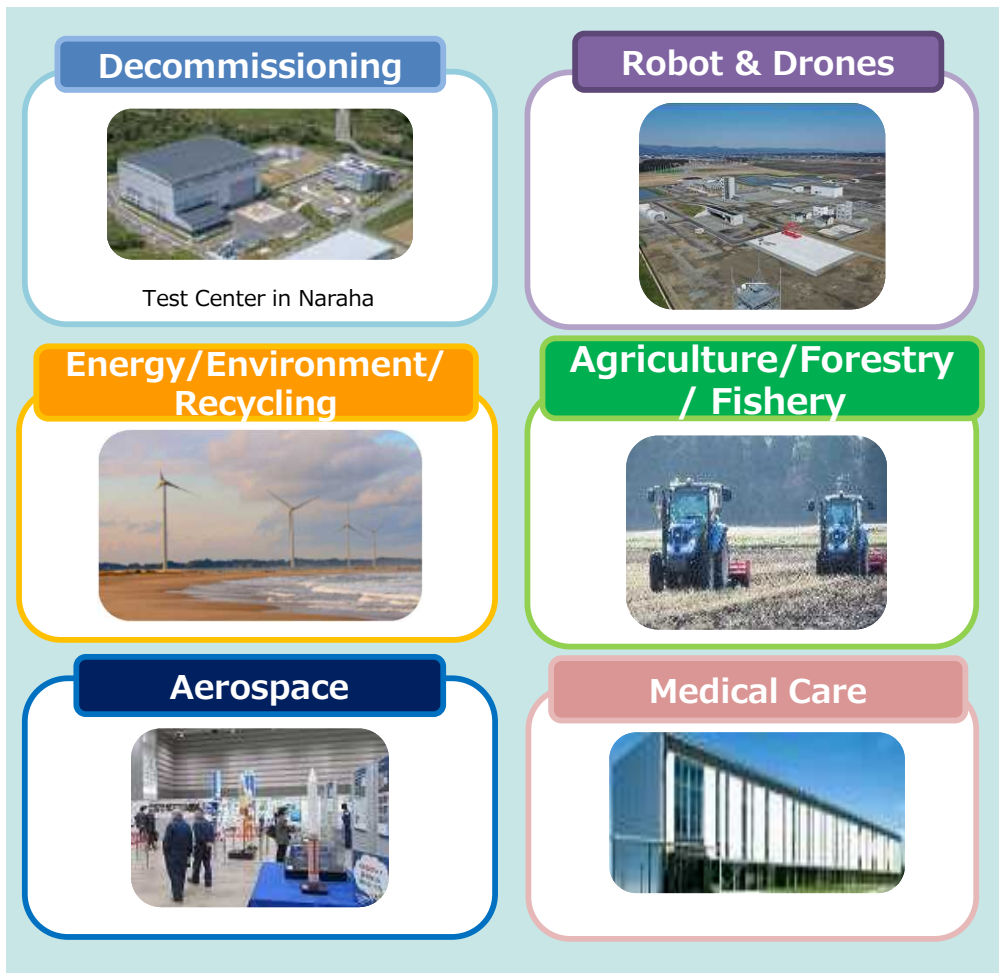 Decommissioning
Test Center in Naraha
Robot & Drones
Energy/Environment/
Recycling
Agriculture/Forestry
/ Fishery
Aerospace
Medical Care